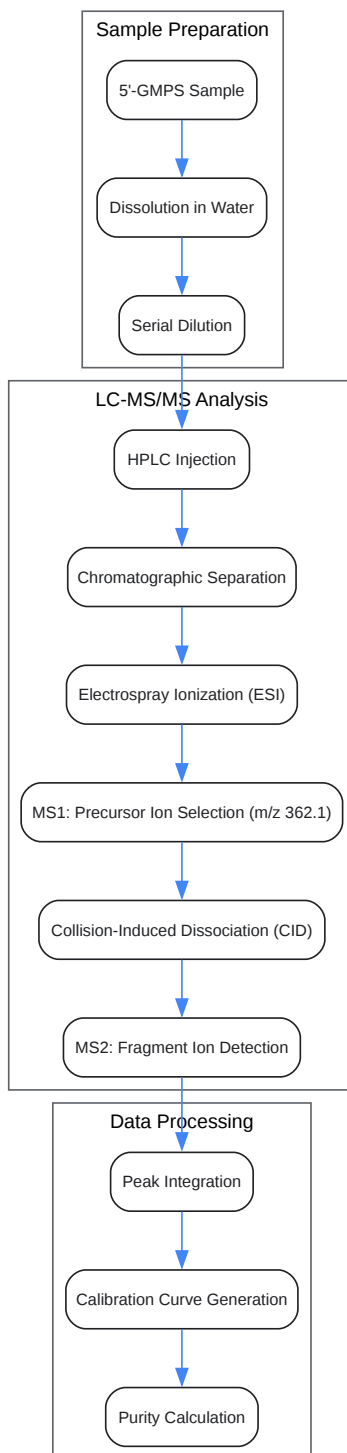 Sample Preparation
5'-GMPS Sample
Dissolution in Water
Serial Dilution
LC-MS/MS Analysis
HPLC Injection
Chromatographic Separation
Electrospray Ionization (ESI)
MS1: Precursor Ion Selection (m/z 362.1)
Collision-Induced Dissociation (CID)
MS2: Fragment Ion Detection
Data Processing
Peak Integration
Calibration Curve Generation
Purity Calculation